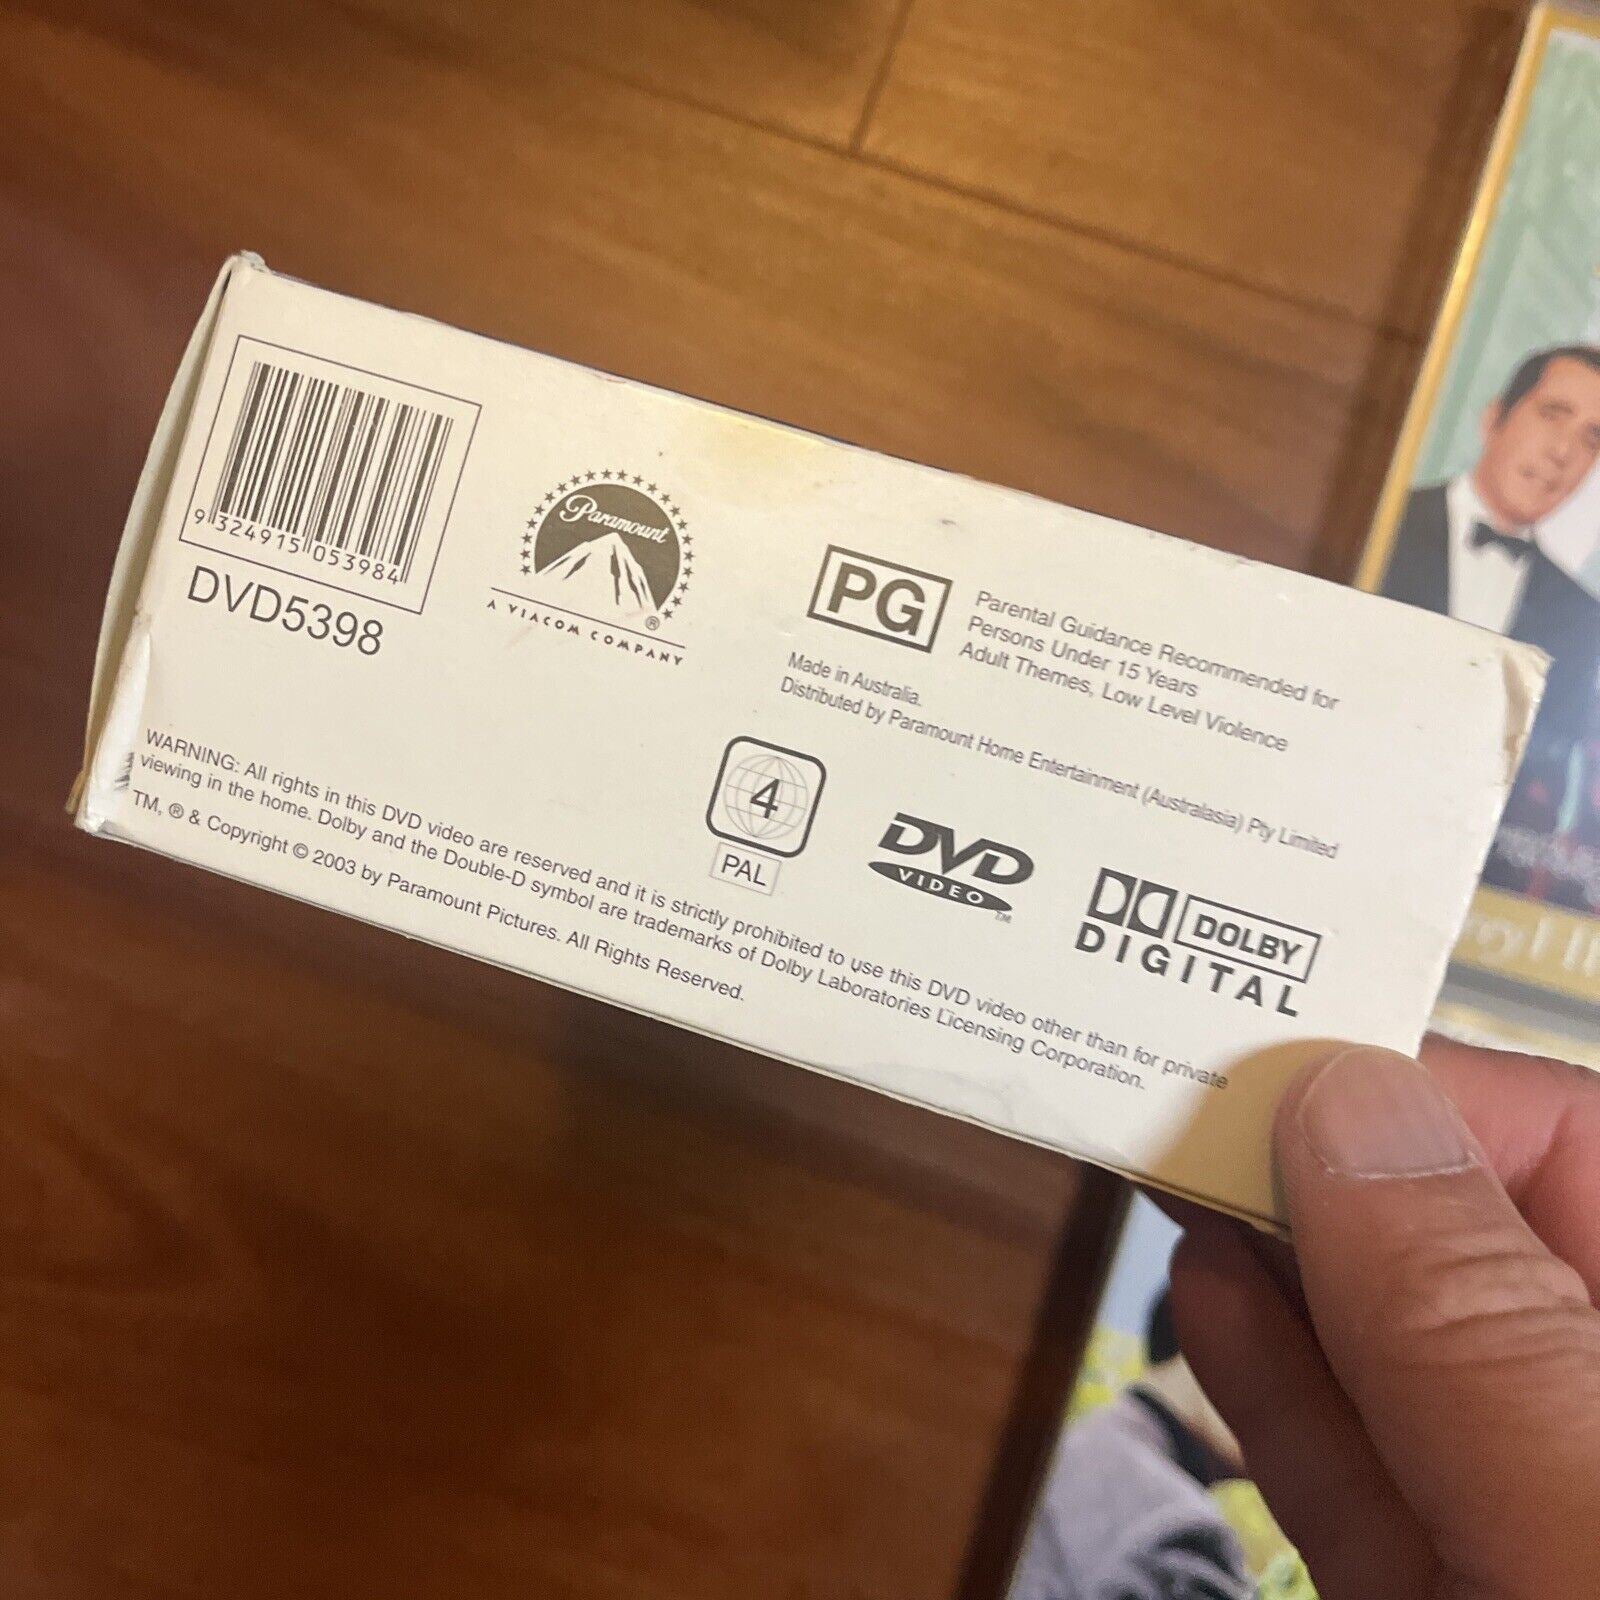 9 324915 053984
DVD5398
Paramount
®
A VIACOM COMPANY
PG
Parental Guidance Recommended for
Persons Under 15 Years
Adult Themes, Low Level Violence
Made in Australia.
Distributed by Paramount Home Entertainment (Australasia) Pty Limited
4
PAL
DVD
VIDEO
TM
DOLBY
DIGITAL
WARNING: All rights in this DVD video are reserved and it is strictly prohibited to use this DVD video other than for private
viewing in the home. Dolby and the Double-D symbol are trademarks of Dolby Laboratories Licensing Corporation.
TM, ® & Copyright © 2003 by Paramount Pictures. All Rights Reserved.